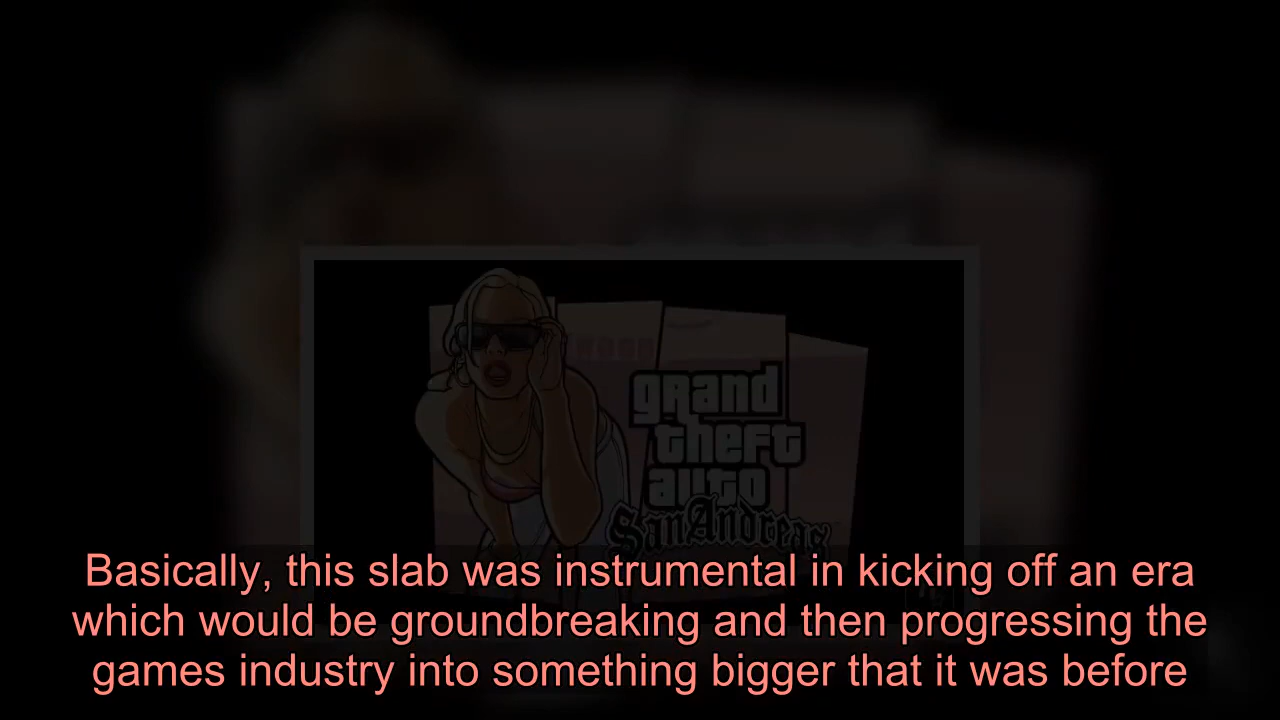 grand
theft
auto
San Andreas
Basically, this slab was instrumental in kicking off an era
which would be groundbreaking and then progressing the
games industry into something bigger that it was before